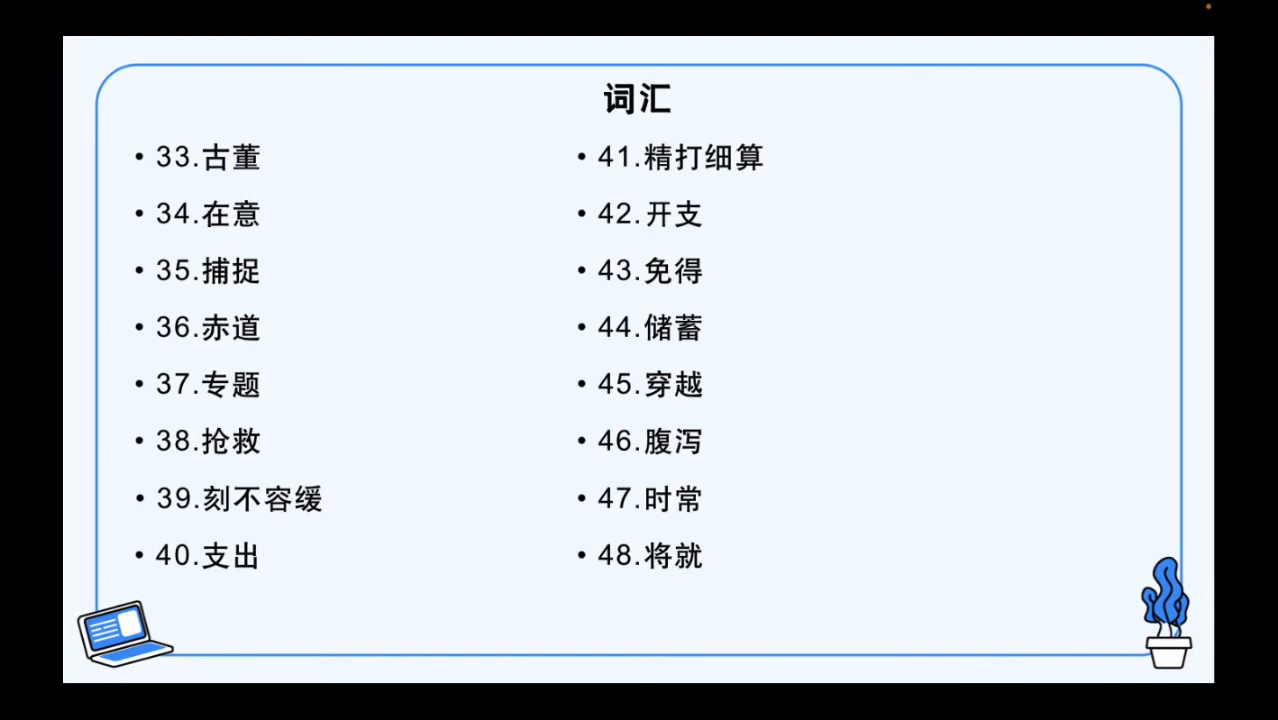 词汇
• 33.古董
• 34.在意
• 35.捕捉
• 36.赤道
• 37.专题
• 38.抢救
• 39.刻不容缓
• 40.支出
• 41.精打细算
• 42.开支
• 43.免得
• 44.储蓄
• 45.穿越
• 46.腹泻
• 47.时常
• 48.将就